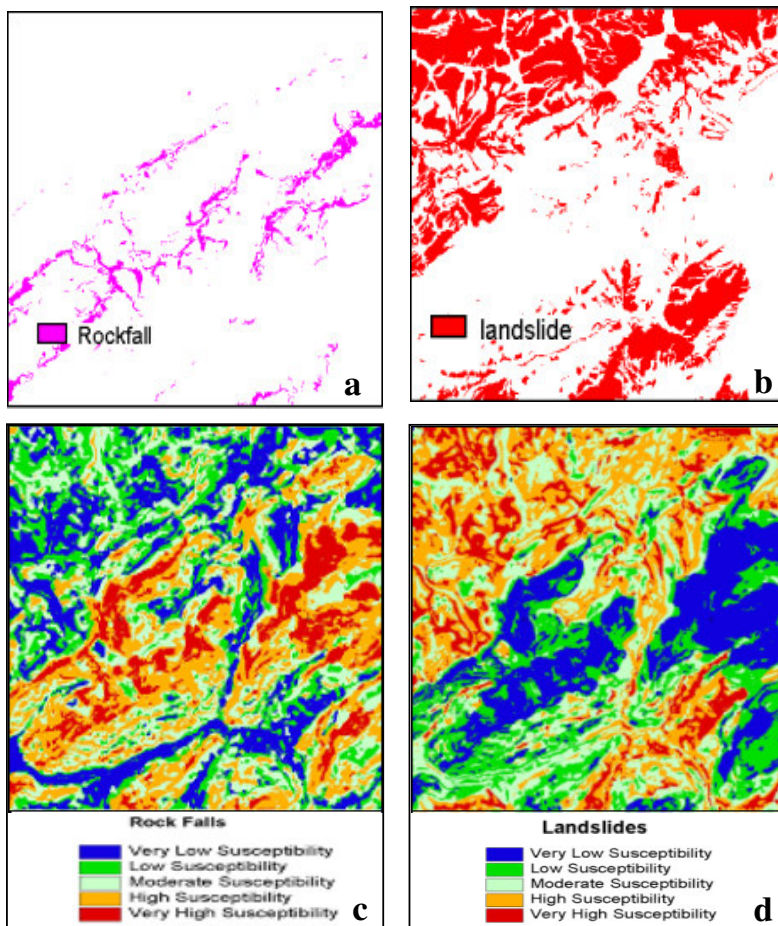 Rockfall
a
landslide
b
Rock Falls
Very Low Susceptibility
Low Susceptibility
Moderate Susceptibility
High Susceptibility
Very High Susceptibility
c
Landslides
Very Low Susceptibility
Low Susceptibility
Moderate Susceptibility
High Susceptibility
Very High Susceptibility
d